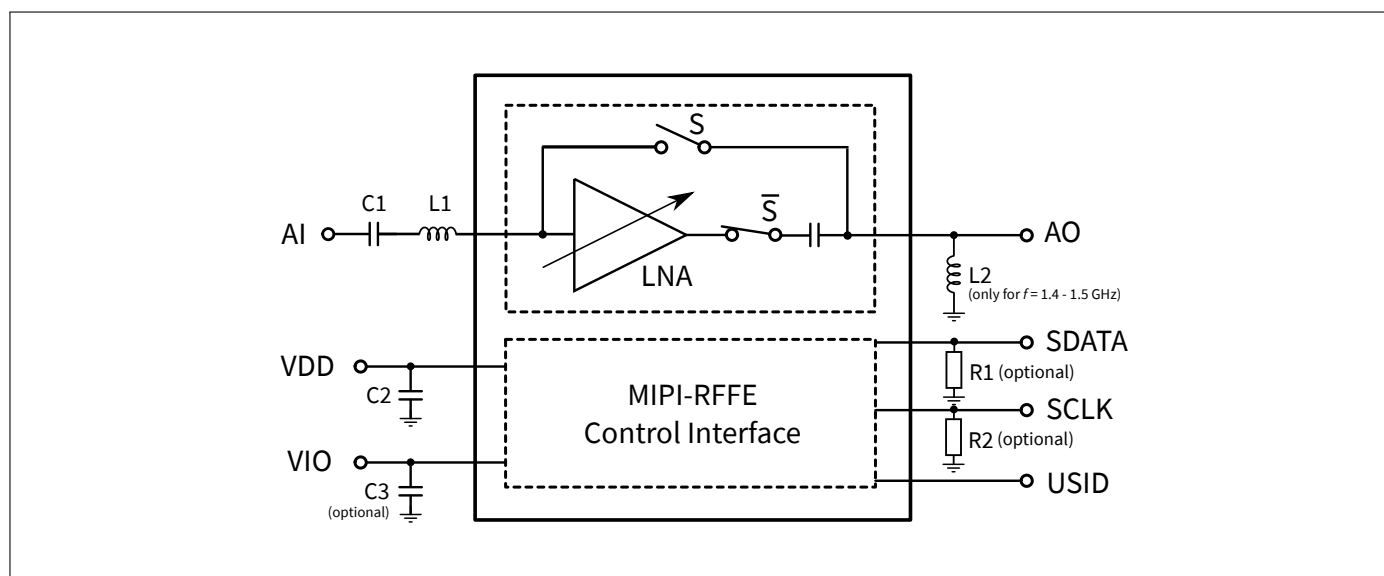 S
C1
L1
S̅
AI
AO
LNA
L2
(only for f = 1.4 - 1.5 GHz)
SDATA
VDD
R1 (optional)
C2
MIPI-RFFE
Control Interface
SCLK
R2 (optional)
VIO
USID
C3
(optional)